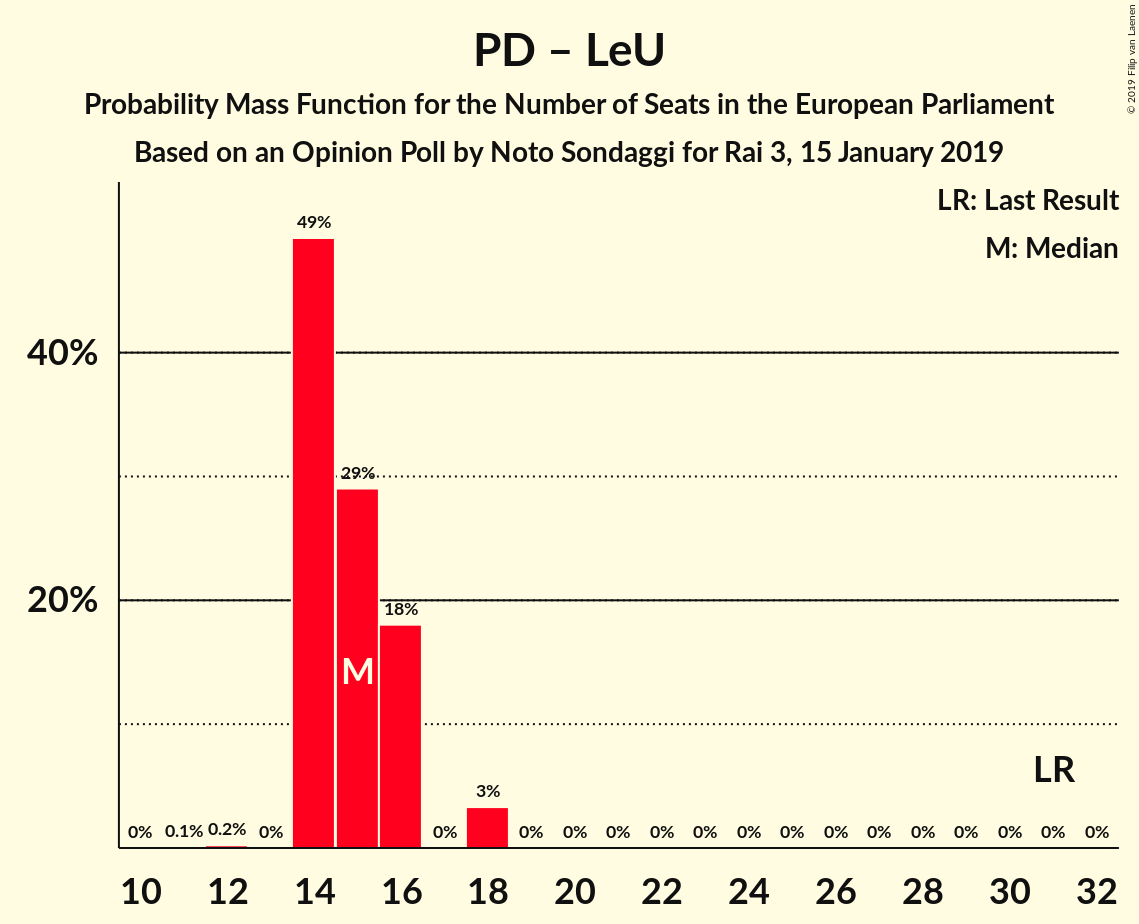 PD – LeU
Probability Mass Function for the Number of Seats in the European Parliament
Based on an Opinion Poll by Noto Sondaggi for Rai 3, 15 January 2019
© 2019 Filip van Laenen
LR: Last Result
M: Median
49%
40%
29%
20%
18%
M
LR
3%
0% 0.1% 0.2% 0% 0% 0% 0% 0% 0% 0% 0% 0% 0% 0% 0% 0% 0% 0% 0%
10 12 14 16 18 20 22 24 26 28 30 32